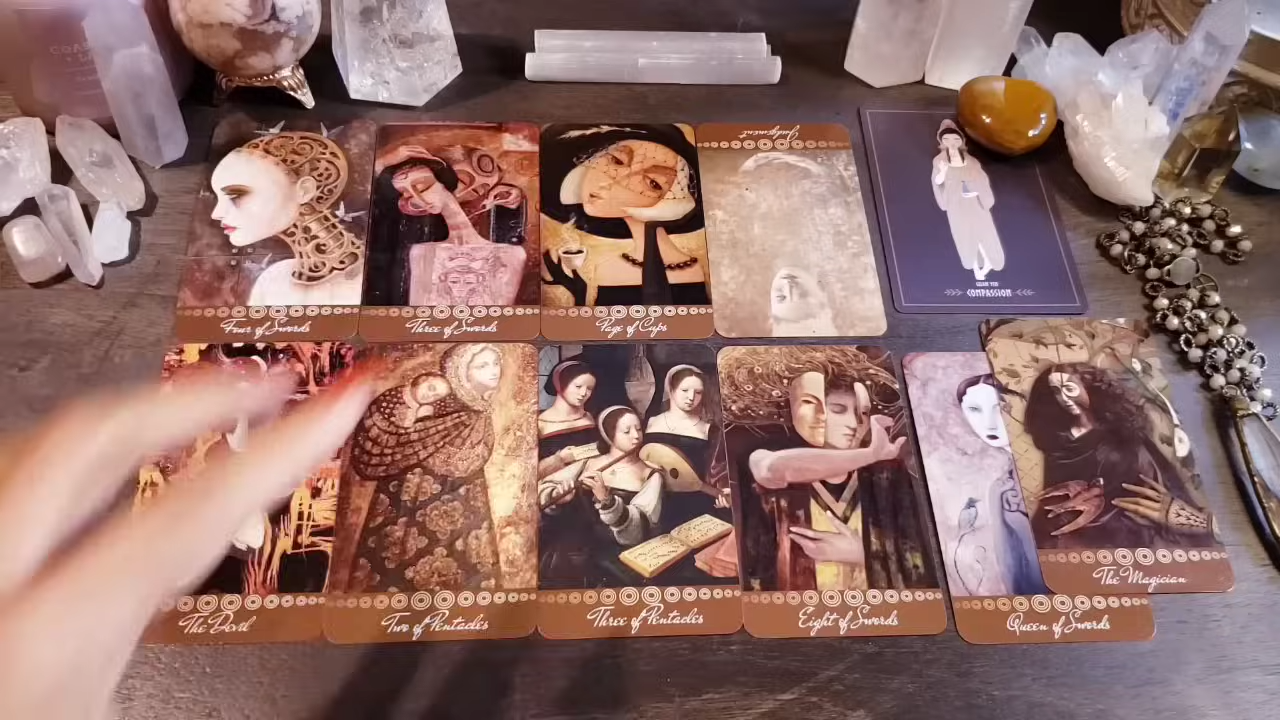 COA
Four of Swords
Three of Swords
Page of Cups
Judgement
COMPASSION
The Devil
Two of Pentacles
Three of Pentacles
Eight of Swords
Queen of Swords
The Magician